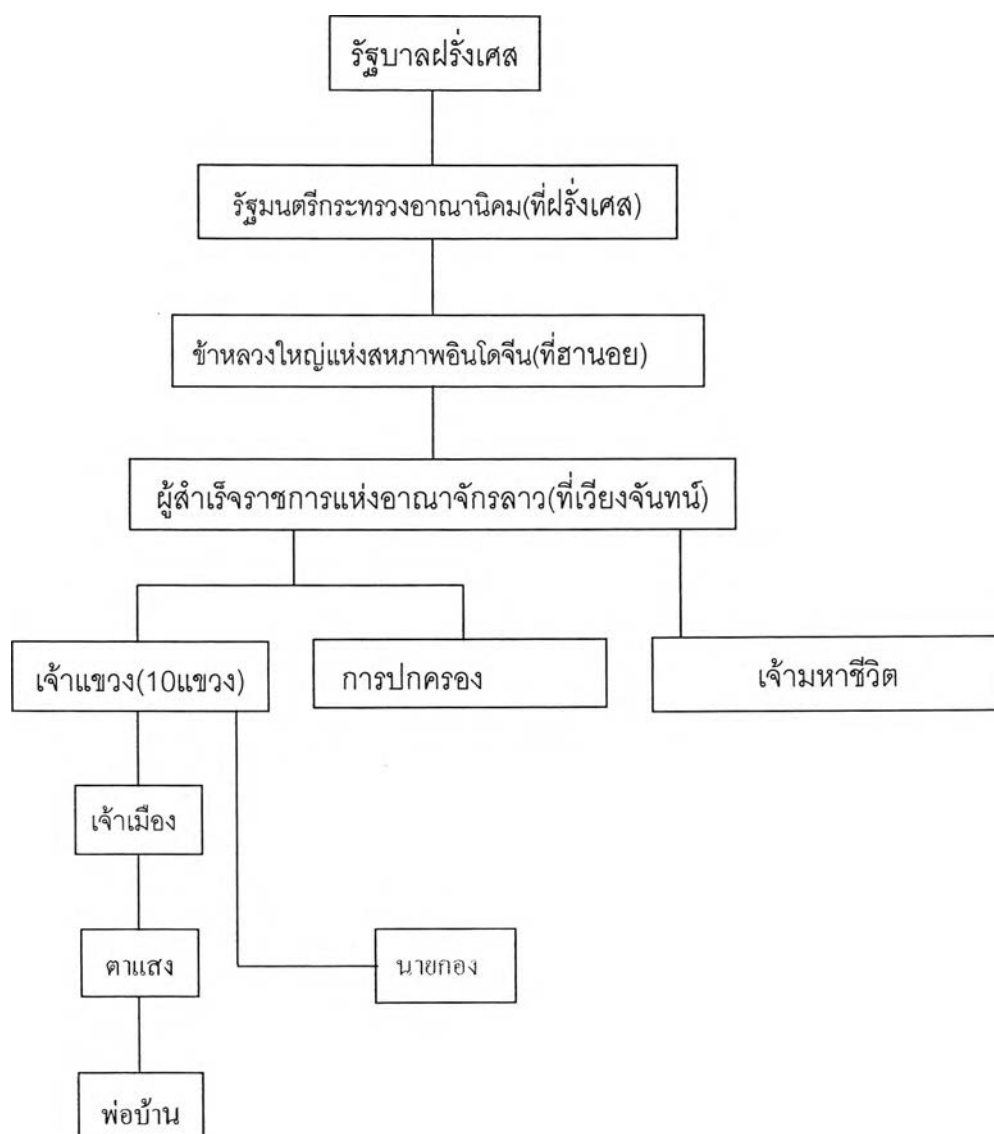 รัฐบาลฝรั่งเศส
รัฐมนตรีกระทรวงอาณานิคม(ที่ฝรั่งเศส)
ข้าหลวงใหญ่แห่งสหภาพอินโดจีน(ที่ฮานอย)
ผู้สำเร็จราชการแห่งอาณาจักรลาว(ที่เวียงจันทน์)
เจ้าแขวง(10แขวง)
การปกครอง
เจ้ามหาชีวิต
เจ้าเมือง
ตาแสง
นายกอง
พ่อบ้าน